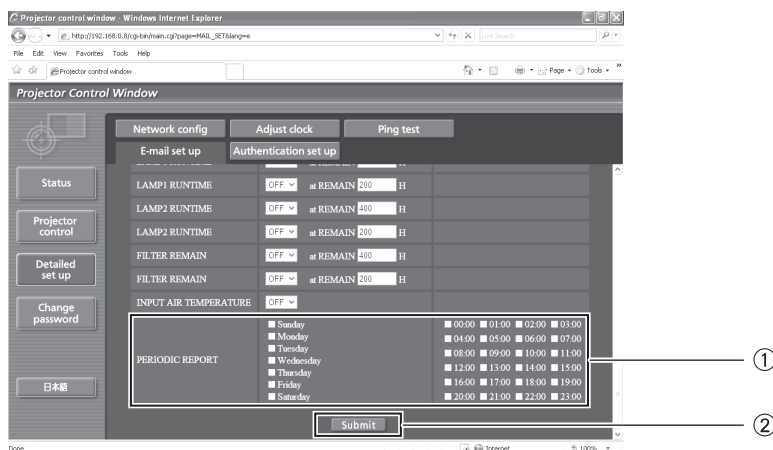 Projector control window - Windows Internet Explorer
http://192.168.0.8/cgi-bin/main.cgi?page=MAIL_SET&lang=e
Live Search
File Edit View Favorites Tools Help
Projector control window
Page Tools
Projector Control Window
Network config Adjust clock Ping test
E-mail set up Authentication set up
Status
Projector control
Detailed set up
Change password
日本語
LAMP1 RUNTIME OFF at REMAIN 200 H
LAMP2 RUNTIME OFF at REMAIN 400 H
LAMP2 RUNTIME OFF at REMAIN 200 H
FILTER REMAIN OFF at REMAIN 400 H
FILTER REMAIN OFF at REMAIN 200 H
INPUT AIR TEMPERATURE OFF
PERIODIC REPORT
Sunday
Monday
Tuesday
Wednesday
Thursday
Friday
Saturday
00:00 01:00 02:00 03:00
04:00 05:00 06:00 07:00
08:00 09:00 10:00 11:00
12:00 13:00 14:00 15:00
16:00 17:00 18:00 19:00
20:00 21:00 22:00 23:00
①
Submit
②
Done Internet 100%